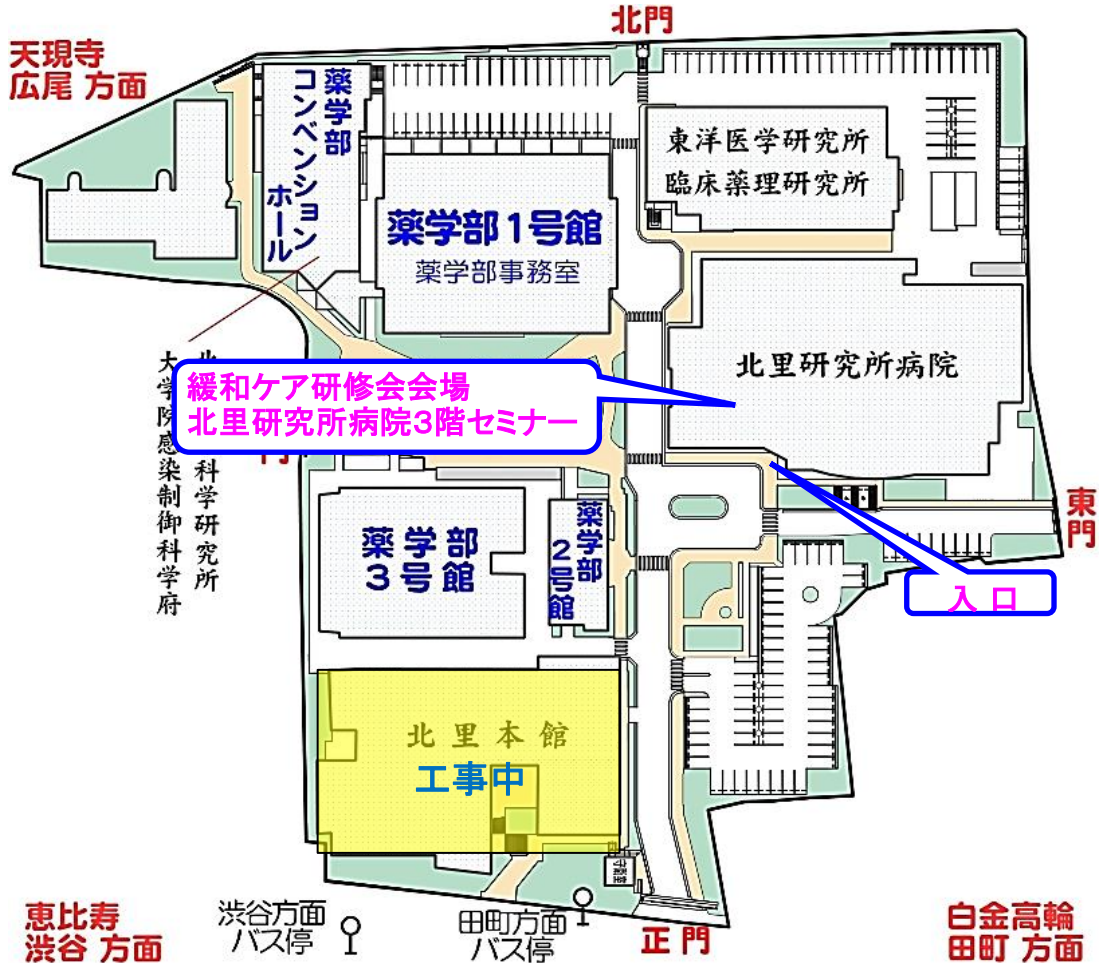 北門
天現寺
広尾 方面
薬学部
コンベンション
ホール
薬学部1号館
薬学部事務室
東洋医学研究所
臨床薬理研究所
北里研究所病院
緩和ケア研修会会場
北里研究所病院3階セミナー
北
科学研究所
大学院感染制御科学府
門
薬学部
3号館
薬学部
2号館
東門
入口
北里本館
工事中
守衛室
恵比寿
渋谷 方面
渋谷方面
バス停
田町方面
バス停
正門
白金高輪
田町 方面